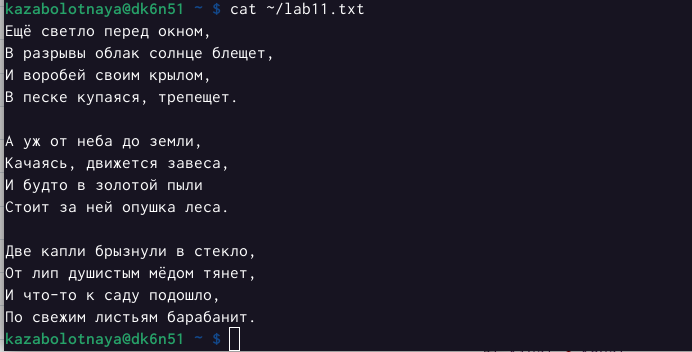 kazabolotnaya@dk6n51 ~ $ cat ~/lab11.txt
Ещё светло перед окном,
В разрывы облак солнце блещет,
И воробей своим крылом,
В песке купаяся, трепещет.

А уж от неба до земли,
Качаясь, движется завеса,
И будто в золотой пыли
Стоит за ней опушка леса.

Две капли брызнули в стекло,
От лип душистым мёдом тянет,
И что-то к саду подошло,
По свежим листьям барабанит.
kazabolotnaya@dk6n51 ~ $